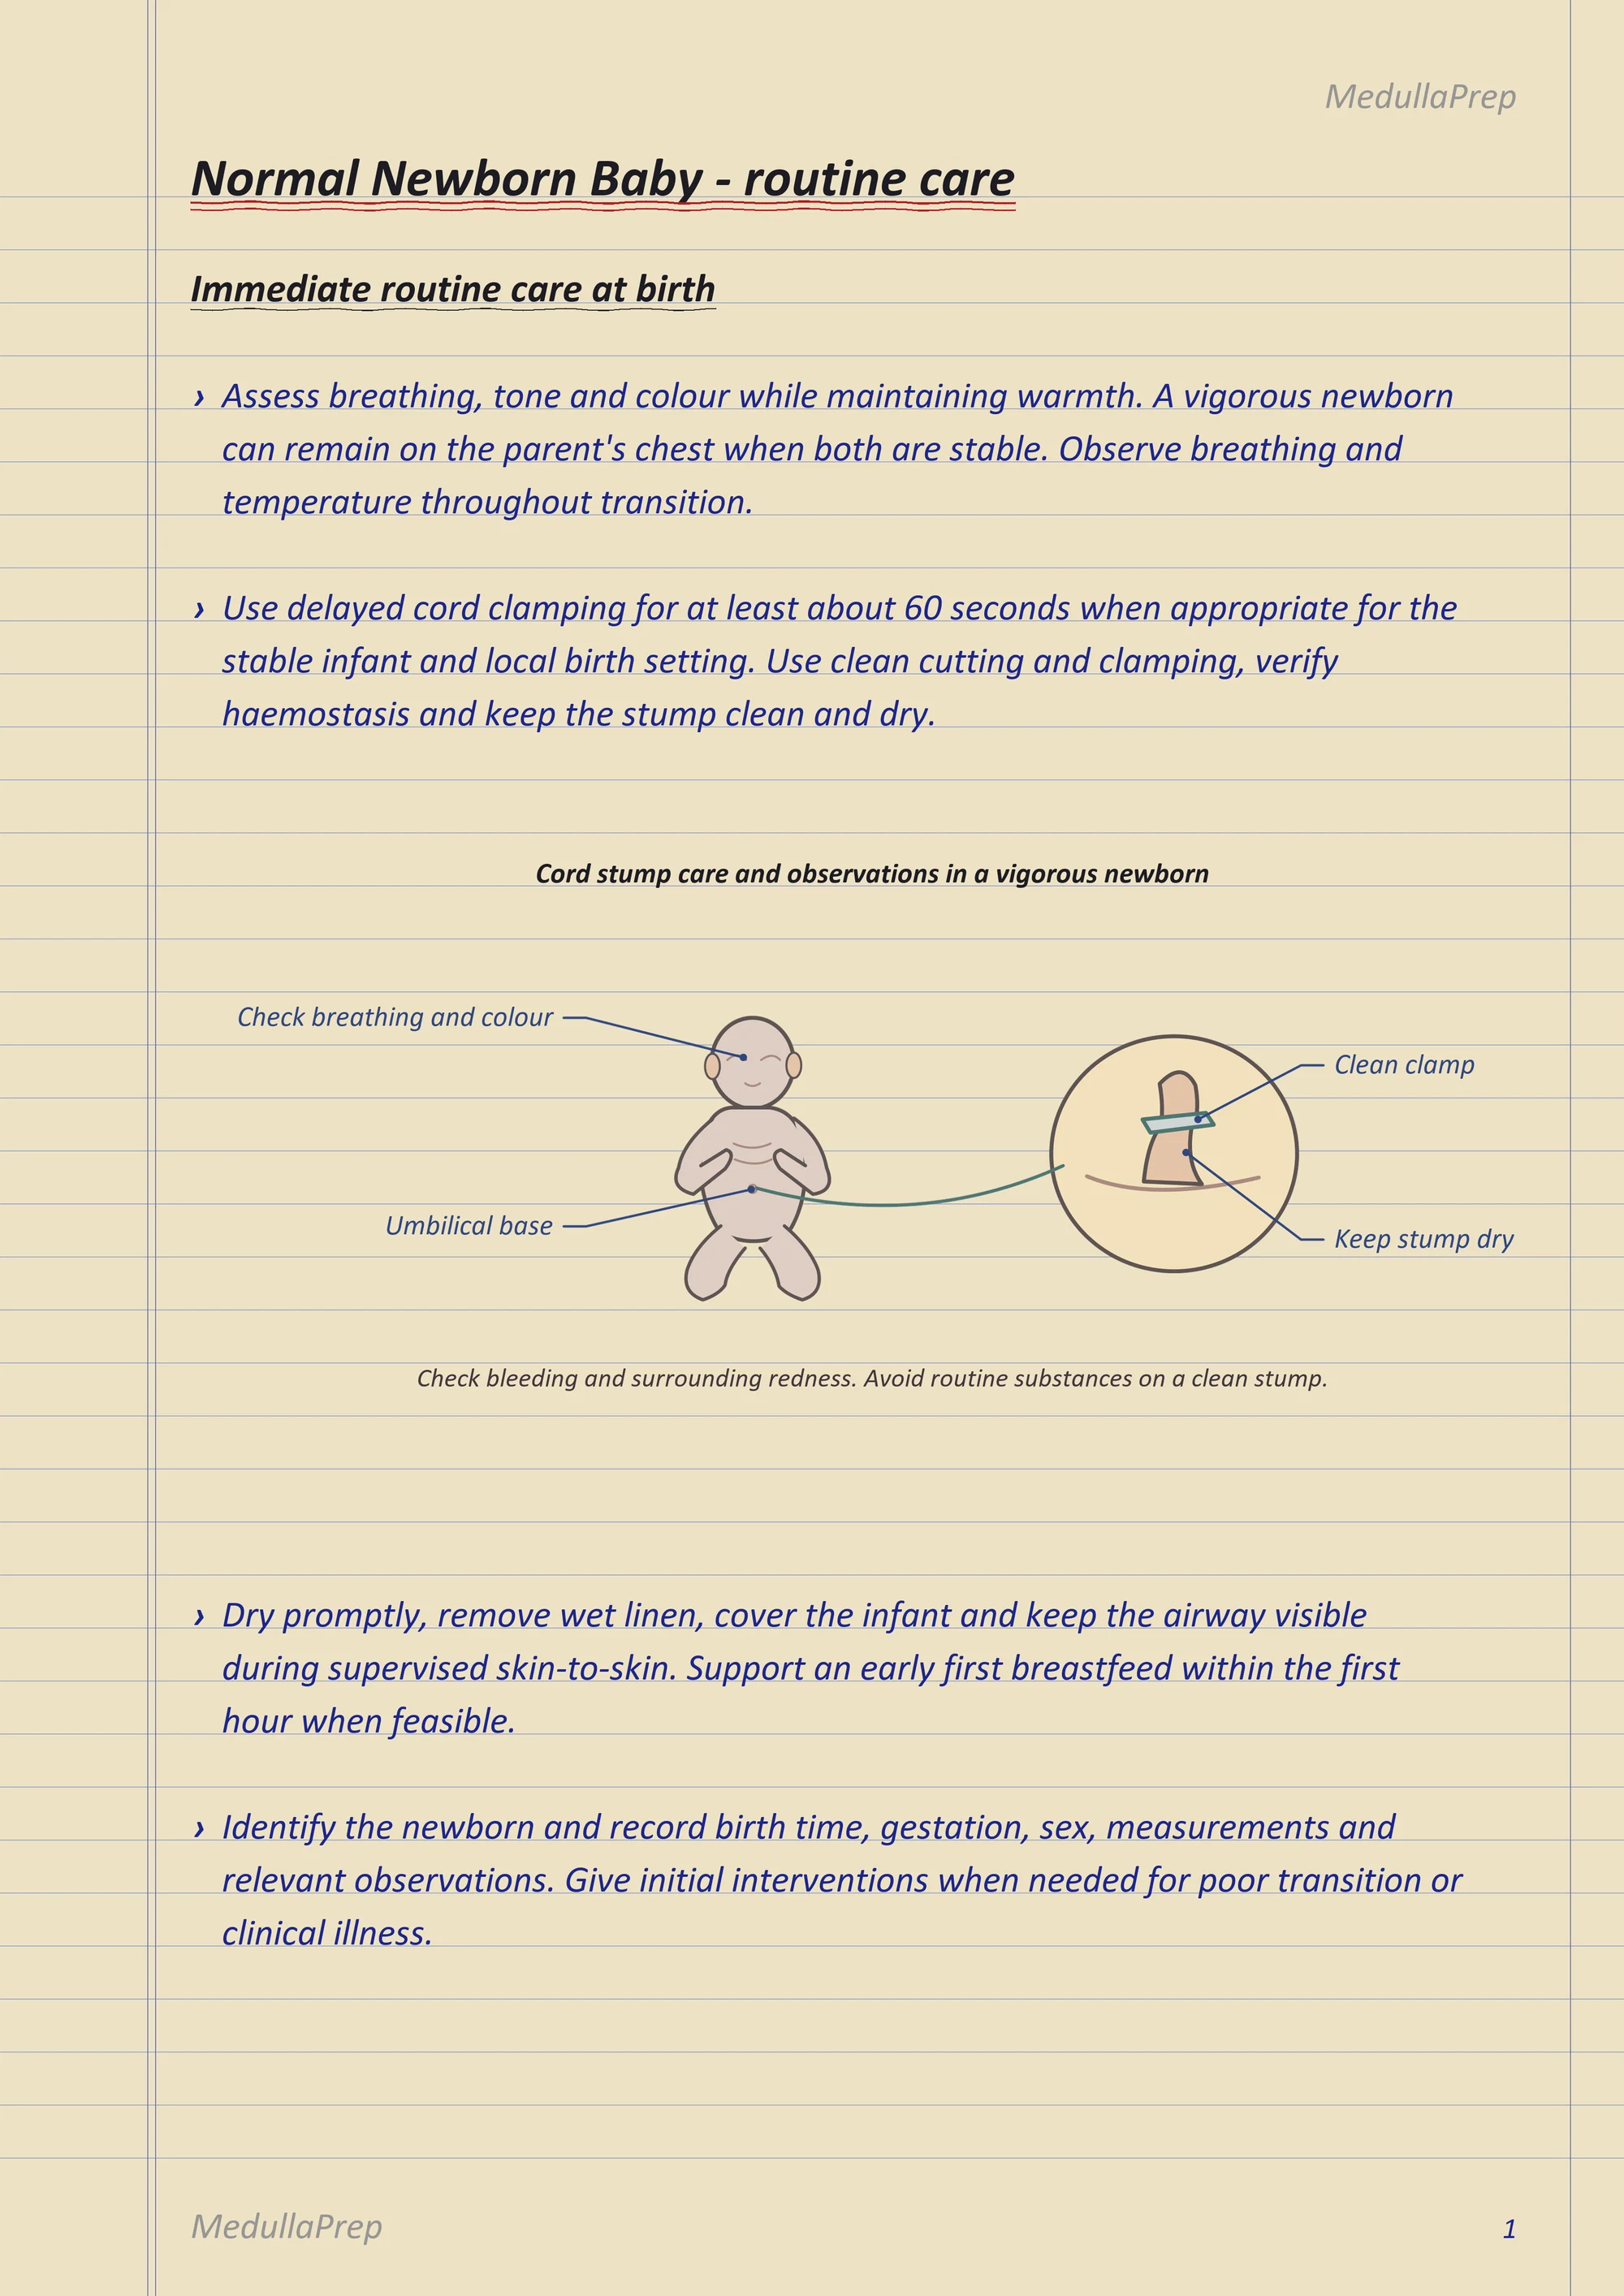 MedullaPrep
Normal Newborn Baby - routine care
Immediate routine care at birth
› Assess breathing, tone and colour while maintaining warmth. A vigorous newborn
can remain on the parent's chest when both are stable. Observe breathing and
temperature throughout transition.
› Use delayed cord clamping for at least about 60 seconds when appropriate for the
stable infant and local birth setting. Use clean cutting and clamping, verify
haemostasis and keep the stump clean and dry.
Cord stump care and observations in a vigorous newborn
Check breathing and colour
Clean clamp
Umbilical base
Keep stump dry
Check bleeding and surrounding redness. Avoid routine substances on a clean stump.
› Dry promptly, remove wet linen, cover the infant and keep the airway visible
during supervised skin-to-skin. Support an early first breastfeed within the first
hour when feasible.
› Identify the newborn and record birth time, gestation, sex, measurements and
relevant observations. Give initial interventions when needed for poor transition or
clinical illness.
MedullaPrep
1